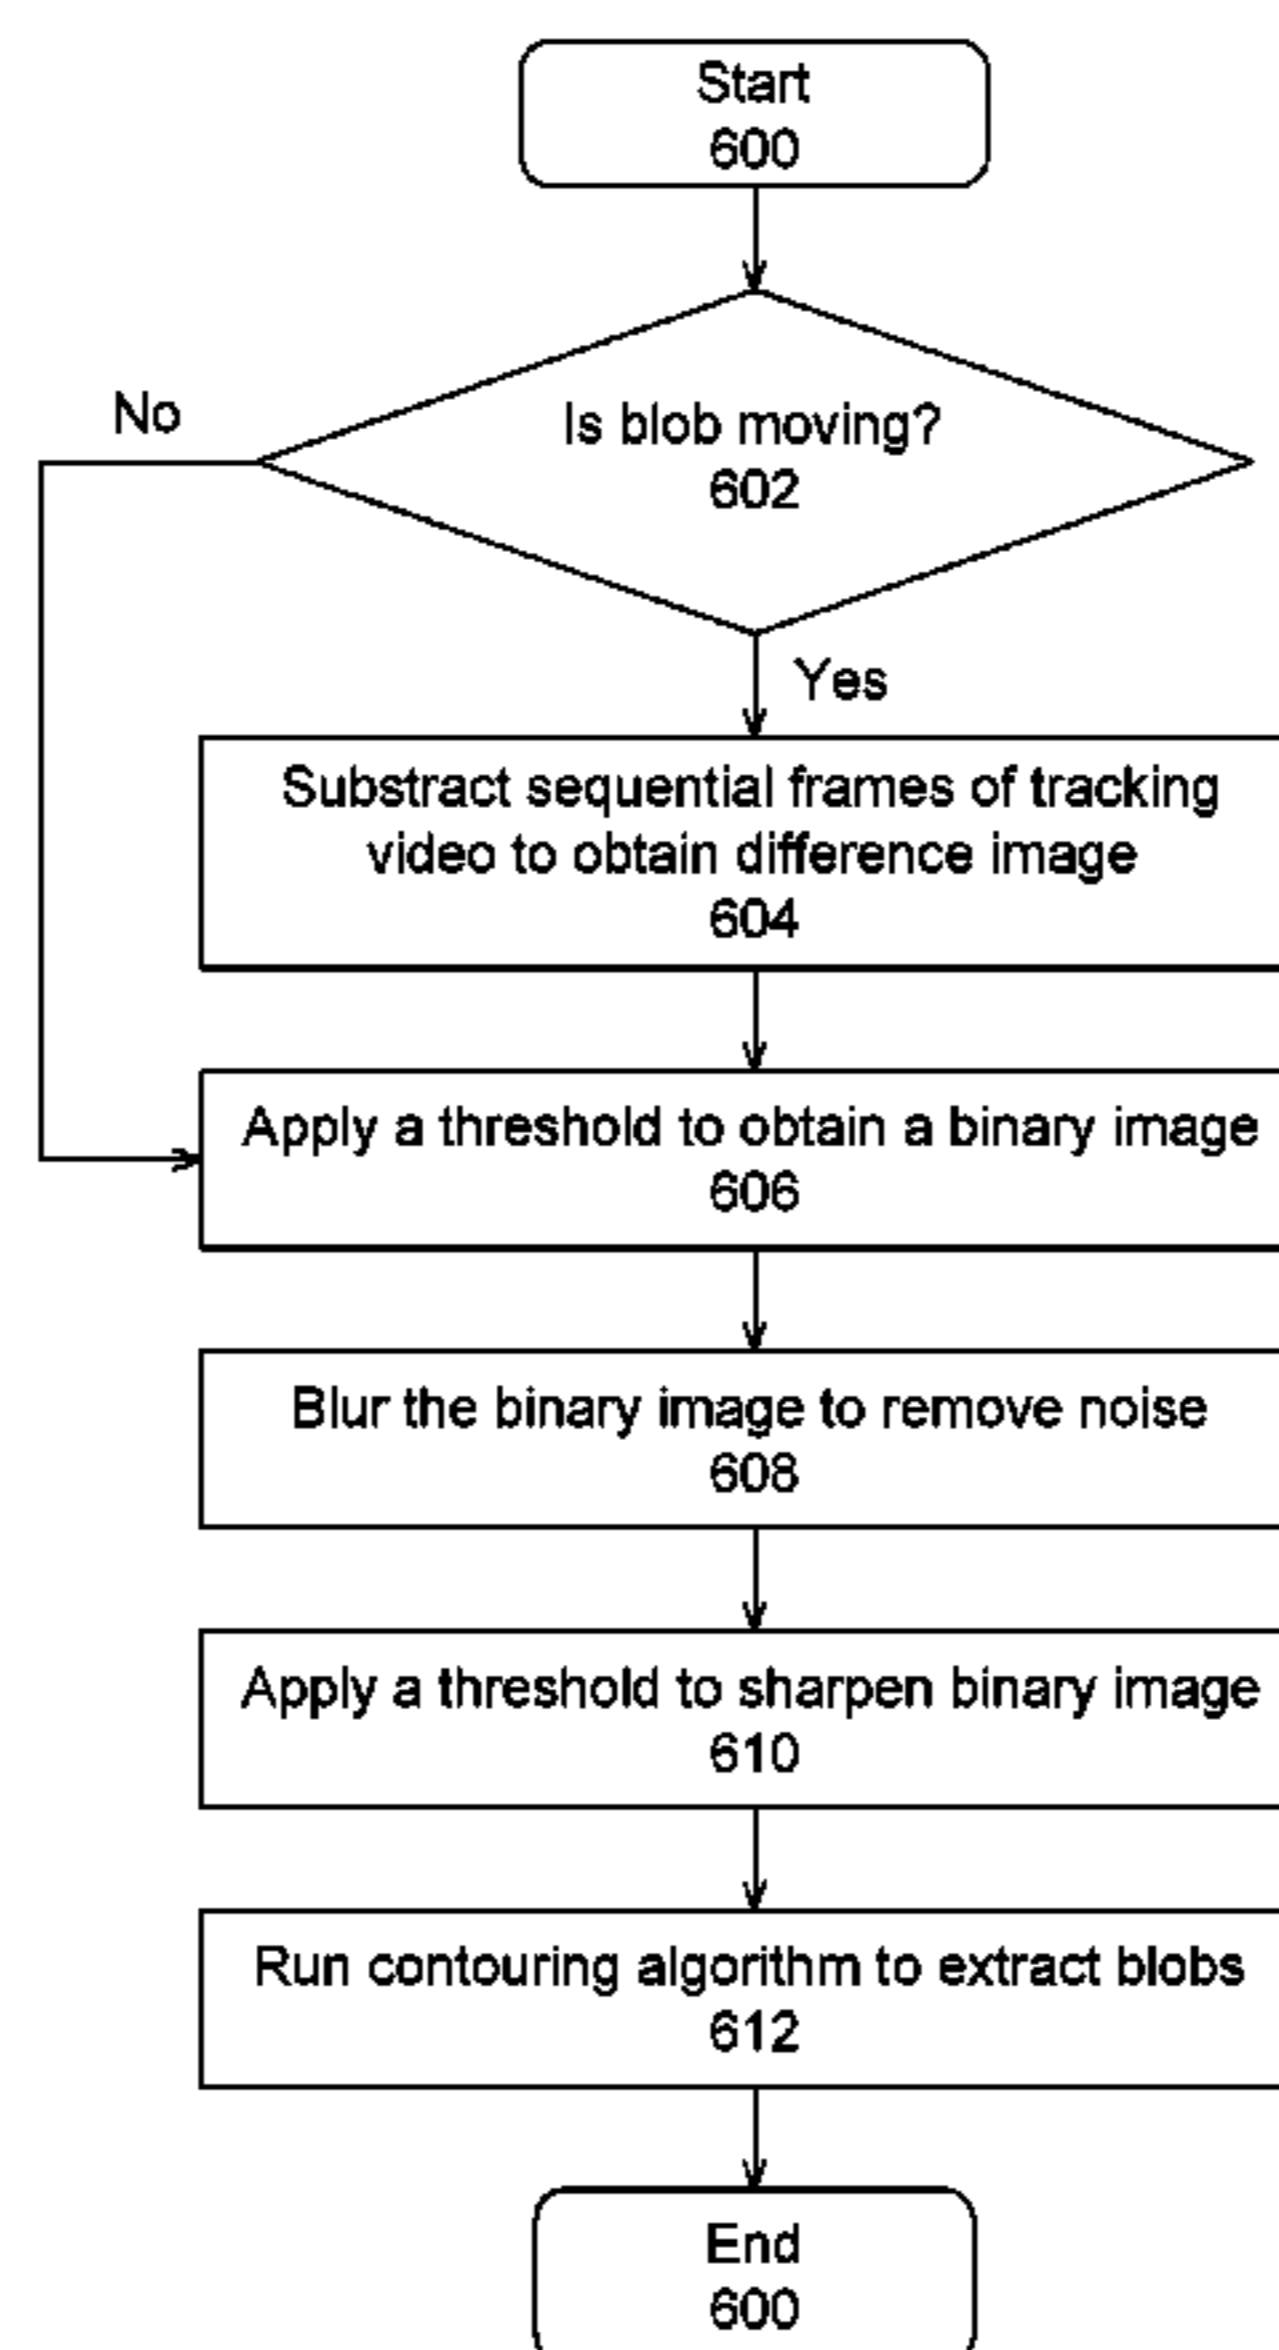 Start
600
Is blob moving?
602
No
Yes
Substract sequential frames of tracking
video to obtain difference image
604
Apply a threshold to obtain a binary image
606
Blur the binary image to remove noise
608
Apply a threshold to sharpen binary image
610
Run contouring algorithm to extract blobs
612
End
600